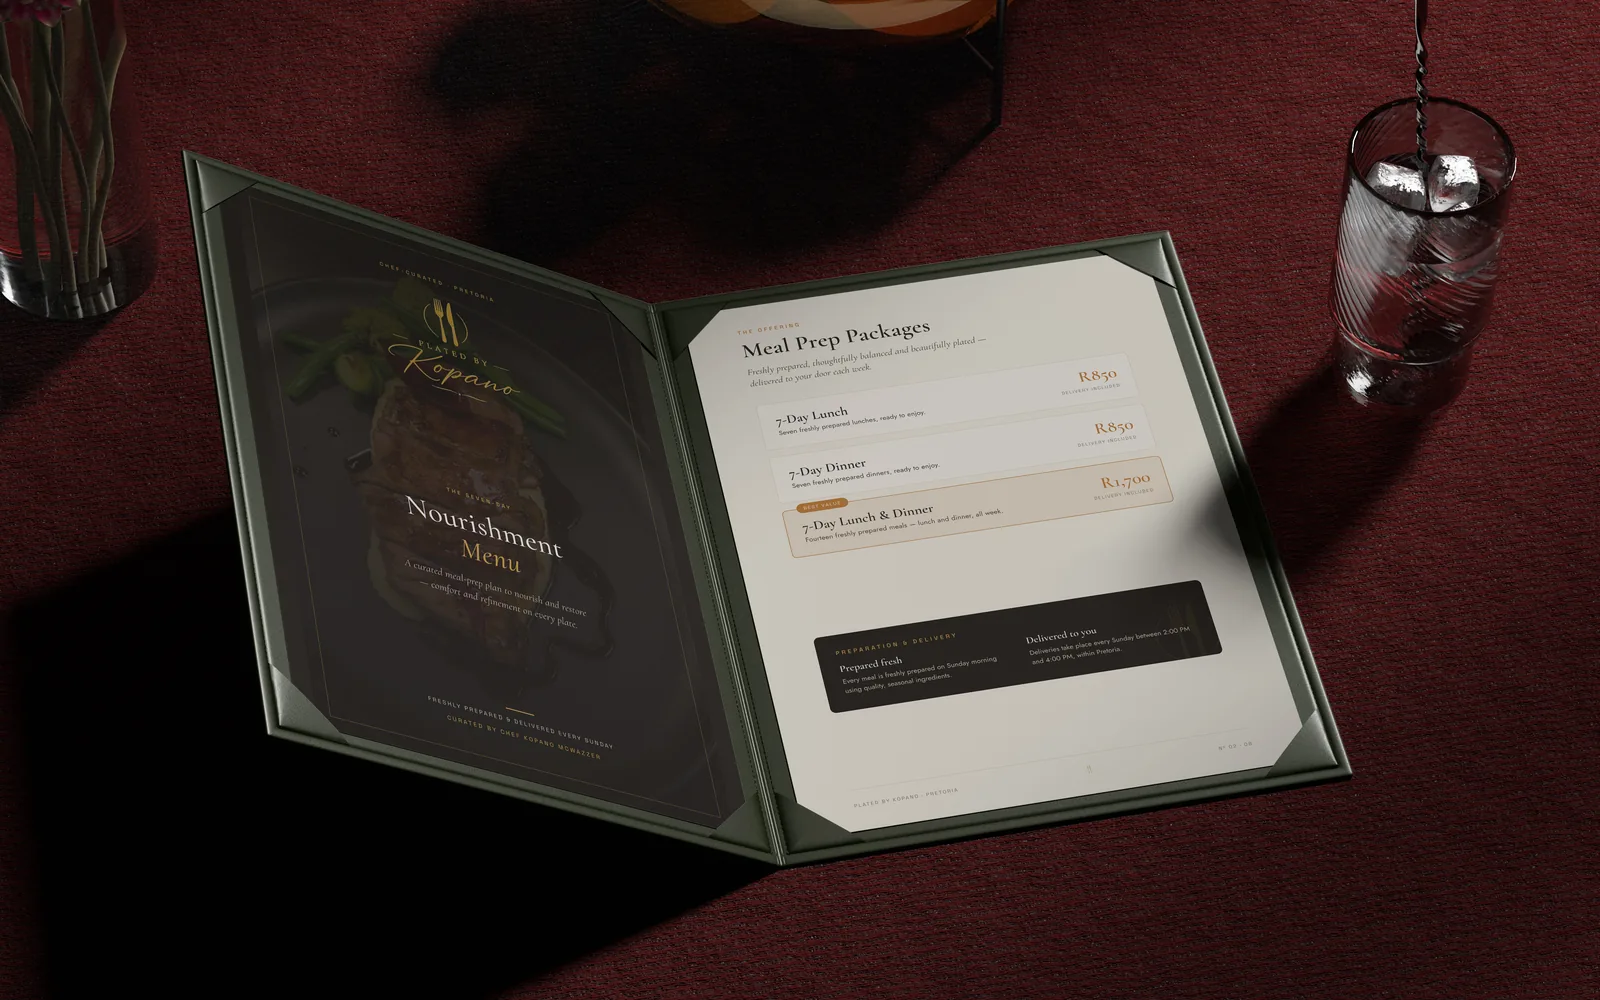 CHEF-CURATED · PRETORIA
PLATED BY
Kopano
THE SEVEN-DAY
Nourishment
Menu
A curated meal-prep plan to nourish and restore
— comfort and refinement on every plate.
FRESHLY PREPARED & DELIVERED EVERY SUNDAY
CURATED BY CHEF KOPANO MOWAZZEN
THE OFFERING
Meal Prep Packages
Freshly prepared, thoughtfully balanced and beautifully plated —
delivered to your door each week.
7-Day Lunch
Seven freshly prepared lunches, ready to enjoy.
R850
DELIVERY INCLUDED
7-Day Dinner
Seven freshly prepared dinners, ready to enjoy.
R850
DELIVERY INCLUDED
BEST VALUE
7-Day Lunch & Dinner
Fourteen freshly prepared meals — lunch and dinner, all week.
R1,700
DELIVERY INCLUDED
PREPARATION & DELIVERY
Prepared fresh
Every meal is freshly prepared on Sunday morning
using quality, seasonal ingredients.
Delivered to you
Deliveries take place every Sunday between 2:00 PM
and 4:00 PM, within Pretoria.
PLATED BY KOPANO · PRETORIA